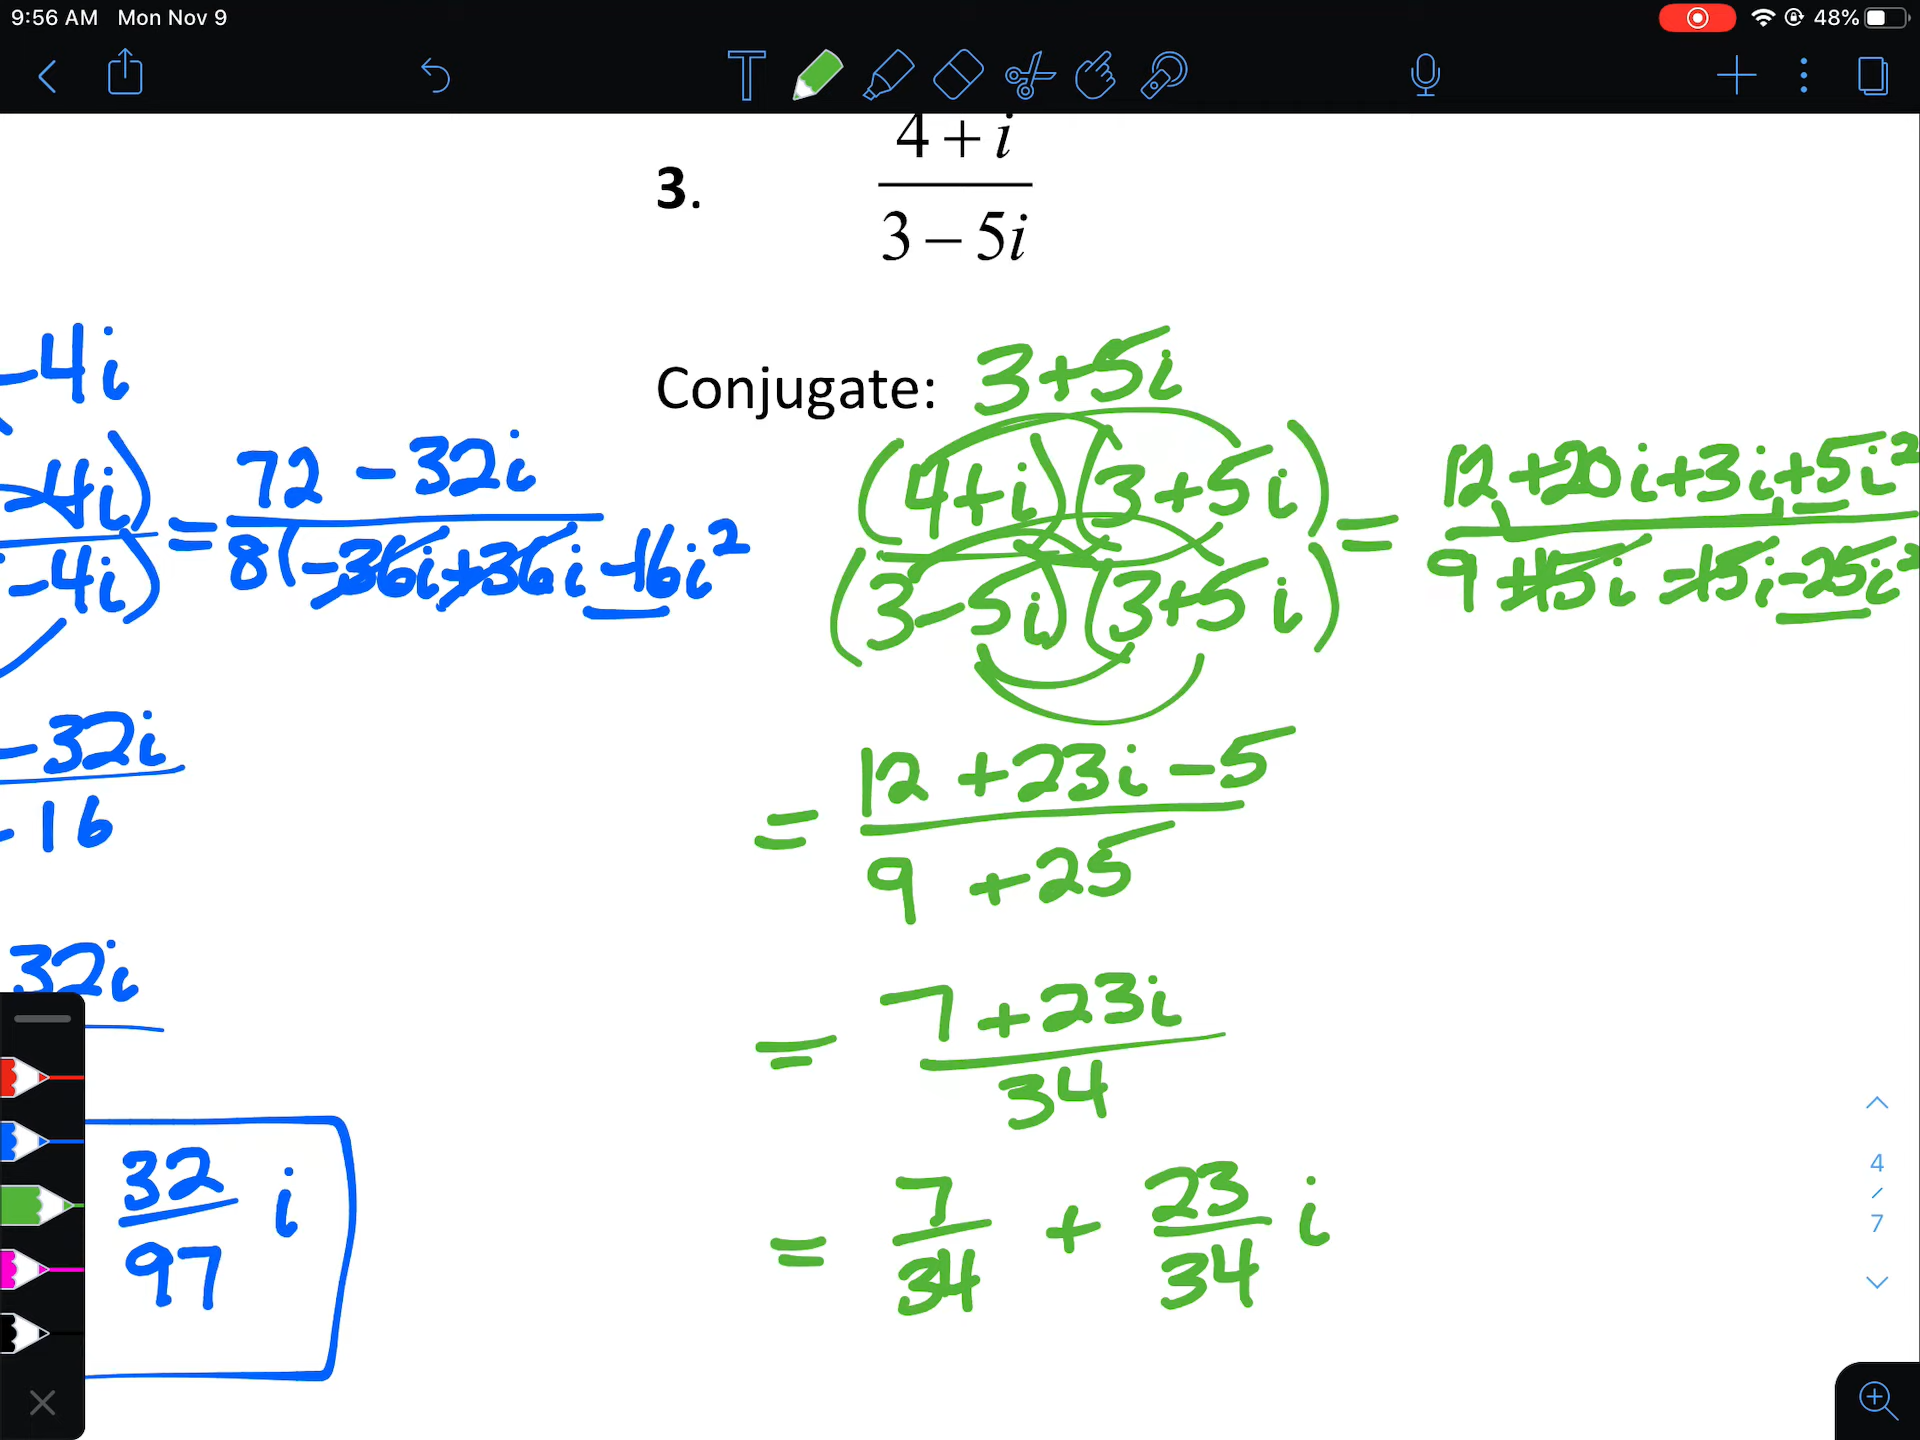 9:56 AM Mon Nov 9
48%
T
4 + i
3.
3 – 5i
-4i
-4i)
-4i)
= 72 - 32i
8(-36i+36i-16i²
-32i
16
32i
32
97
i
Conjugate: 3+5i
(4+i)(3+5i)
(3-5i)(3+5i)
= 12+20i+3i+5i²
9+15i-15i-25i²
= 12+23i-5
9+25
= 7+23i
34
= 7 + 23 i
34 34
4
/
7